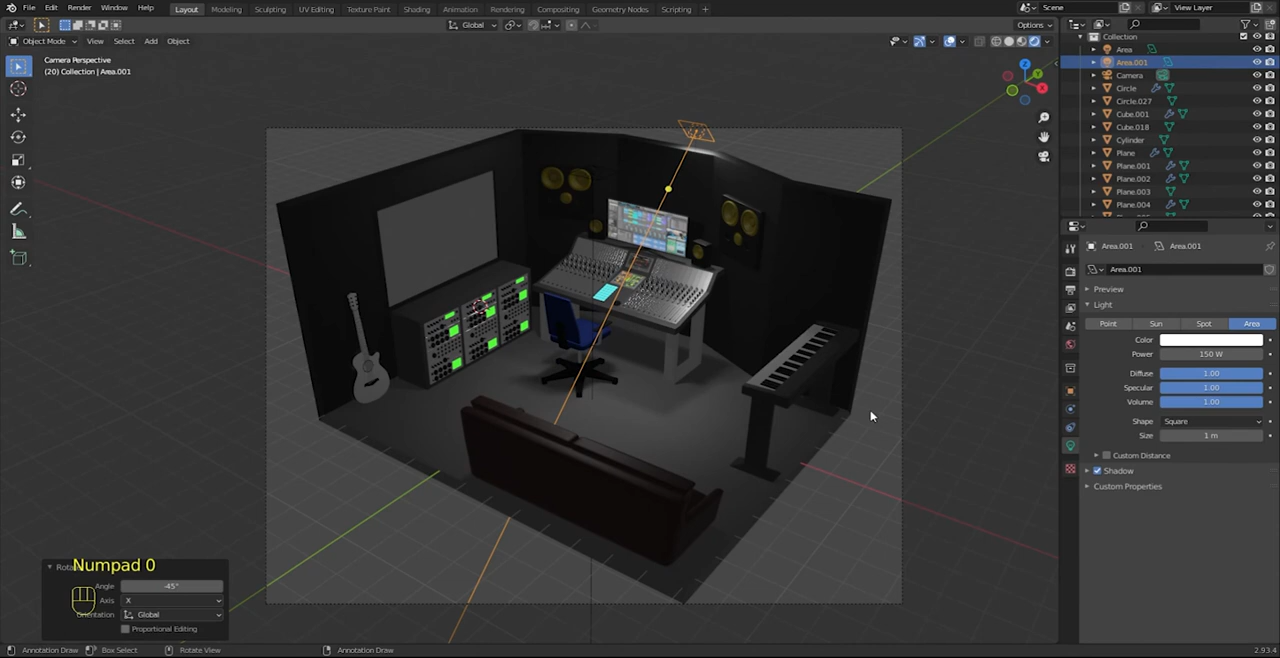 File Edit Render Window Help Layout Modeling Sculpting UV Editing Texture Paint Shading Animation Rendering Compositing Geometry Nodes Scripting + Scene View Layer
Global Options
Object Mode View Select Add Object
Camera Perspective
(20) Collection | Area.001
Collection
Area
Area.001
Camera
Circle
Circle.027
Cube.001
Cube.018
Cylinder
Plane
Plane.001
Plane.002
Plane.003
Plane.004
Area.001 Area.001
Area.001
Preview
Light
Point Sun Spot Area
Color
Power 150 W
Diffuse 1.00
Specular 1.00
Volume 1.00
Shape Square
Size 1 m
Custom Distance
Shadow
Custom Properties
Numpad 0
Angle -45°
Axis X
Orientation Global
Proportional Editing
Annotation Draw Box Select Rotate View Annotation Draw 2.93.4